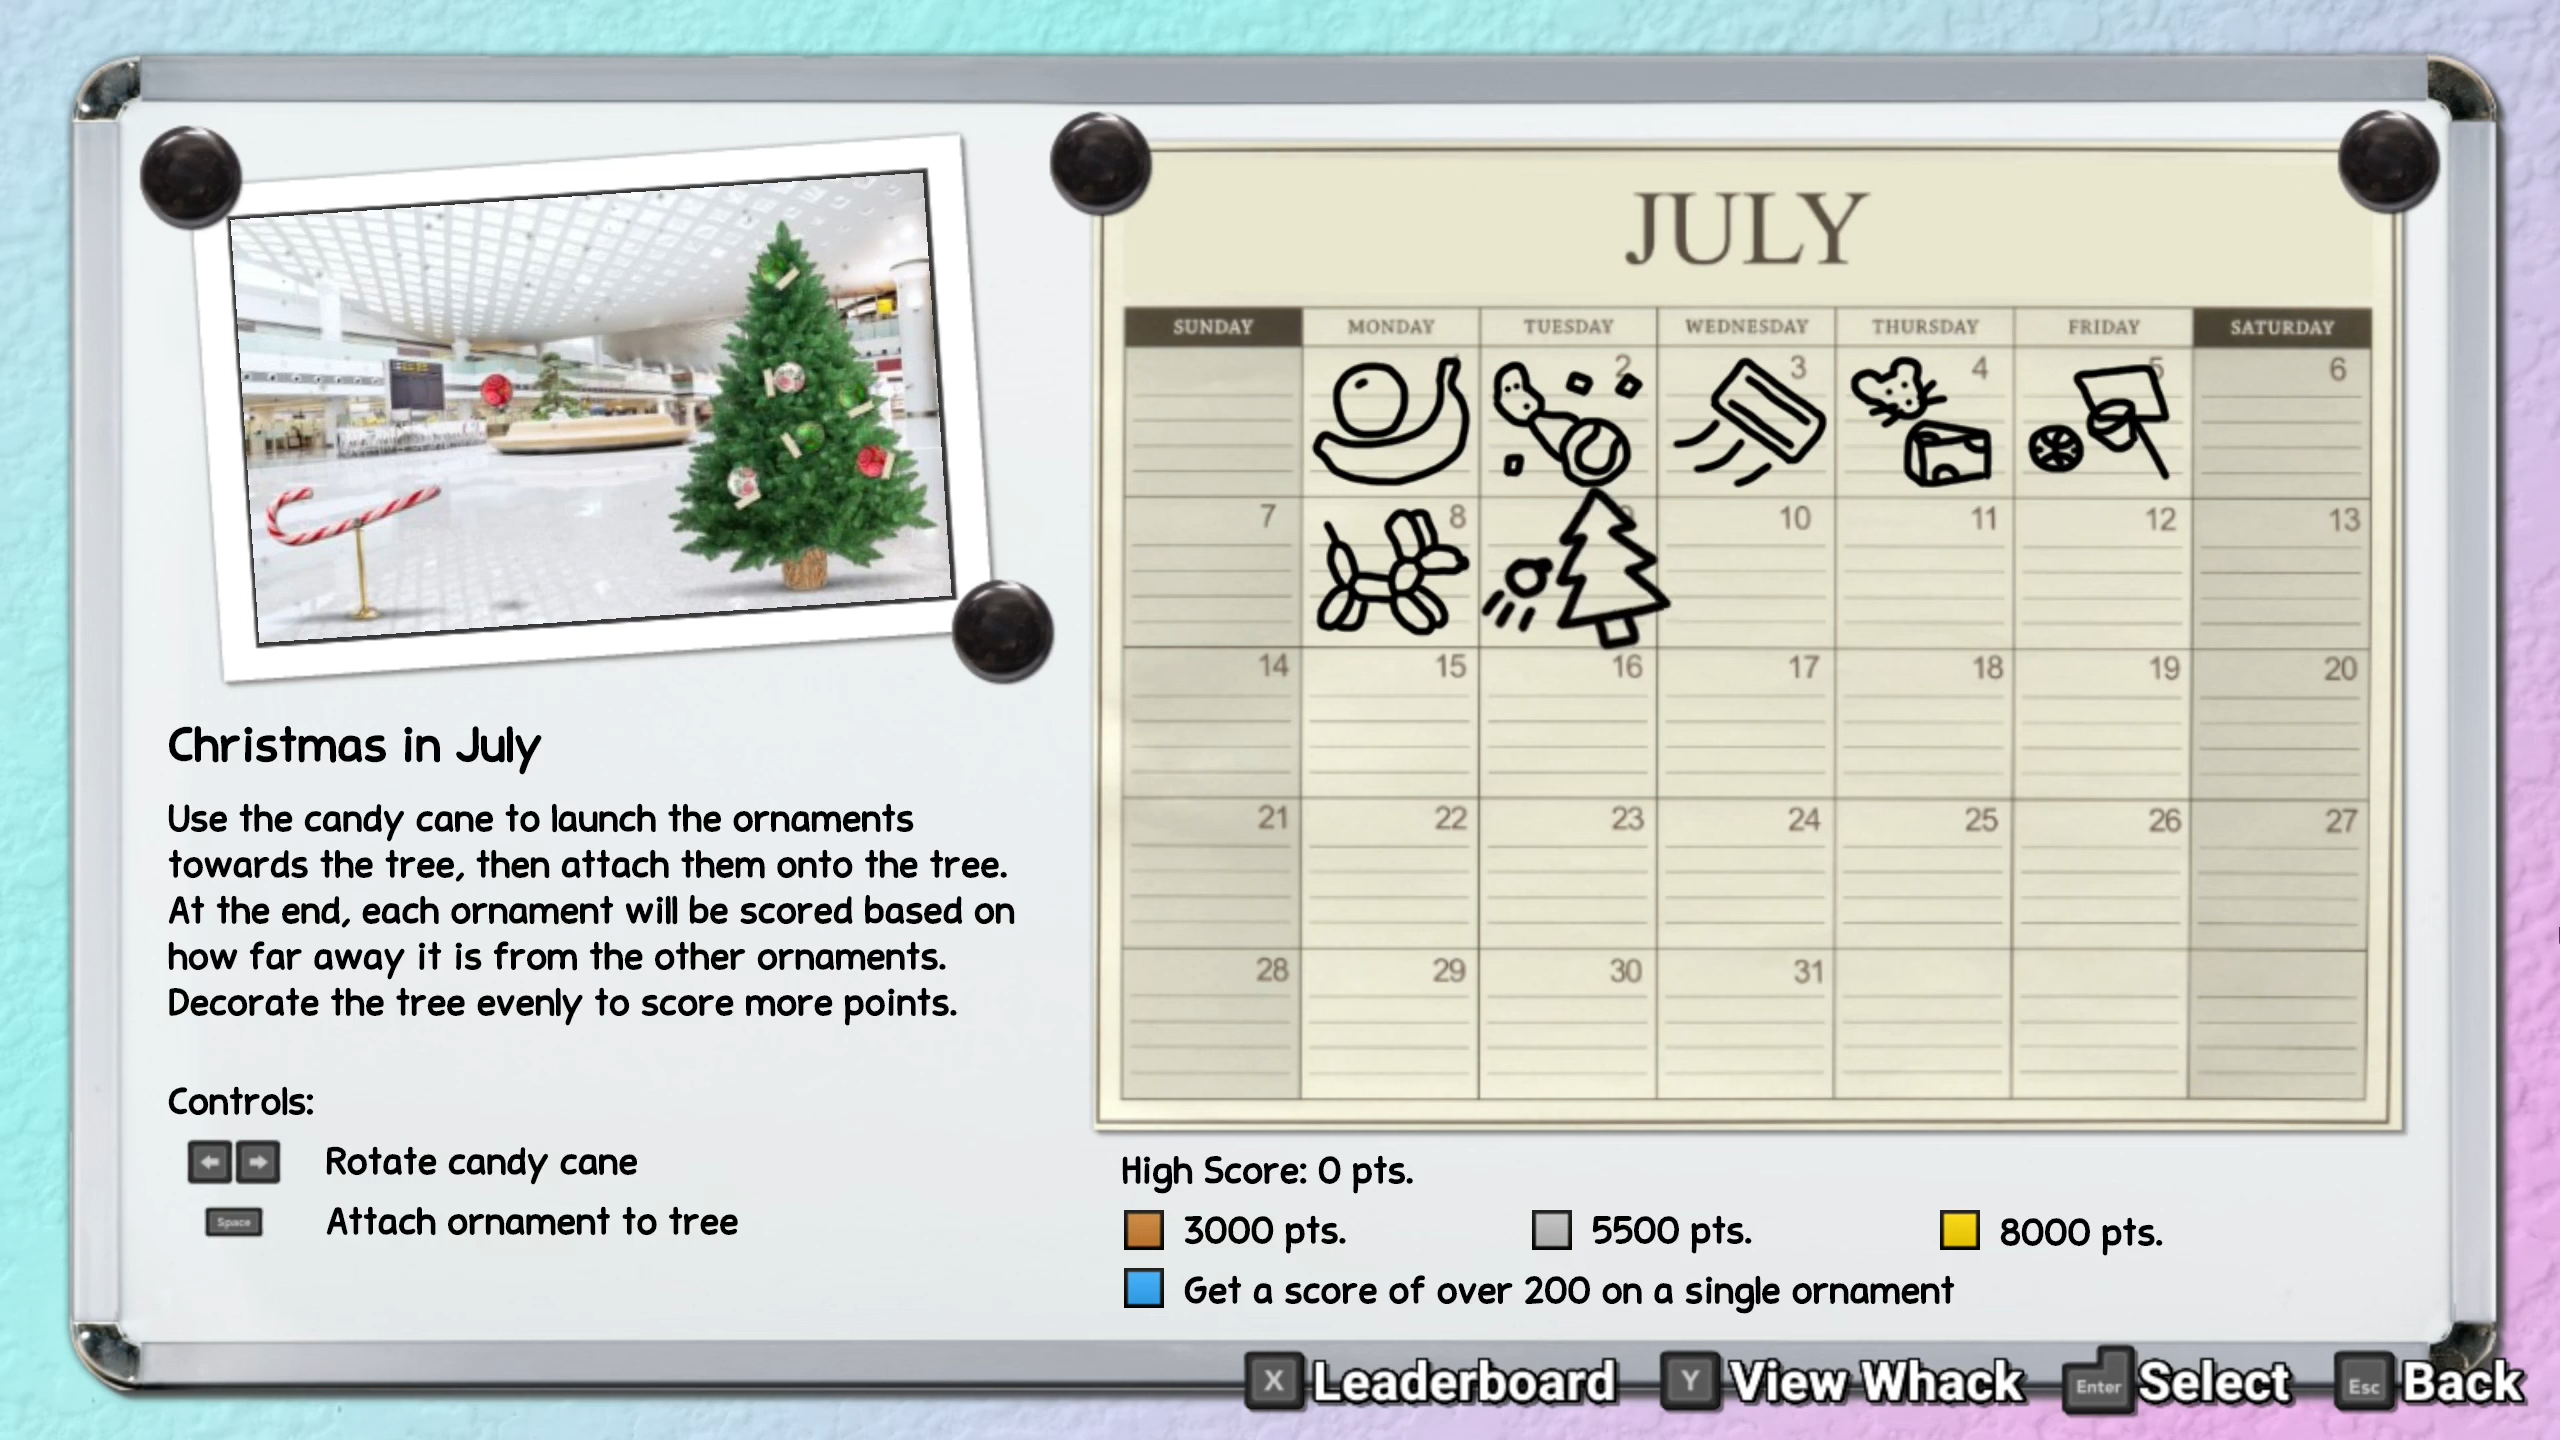 Christmas in July
Use the candy cane to launch the ornaments
towards the tree, then attach them onto the tree.
At the end, each ornament will be scored based on
how far away it is from the other ornaments.
Decorate the tree evenly to score more points.
Controls:
Rotate candy cane
Space Attach ornament to tree
JULY
SUNDAY MONDAY TUESDAY WEDNESDAY THURSDAY FRIDAY SATURDAY
2 3 4 5 6
7 8 10 11 12 13
14 15 16 17 18 19 20
21 22 23 24 25 26 27
28 29 30 31
High Score: 0 pts.
3000 pts. 5500 pts. 8000 pts.
Get a score of over 200 on a single ornament
X Leaderboard Y View Whack Enter Select Esc Back